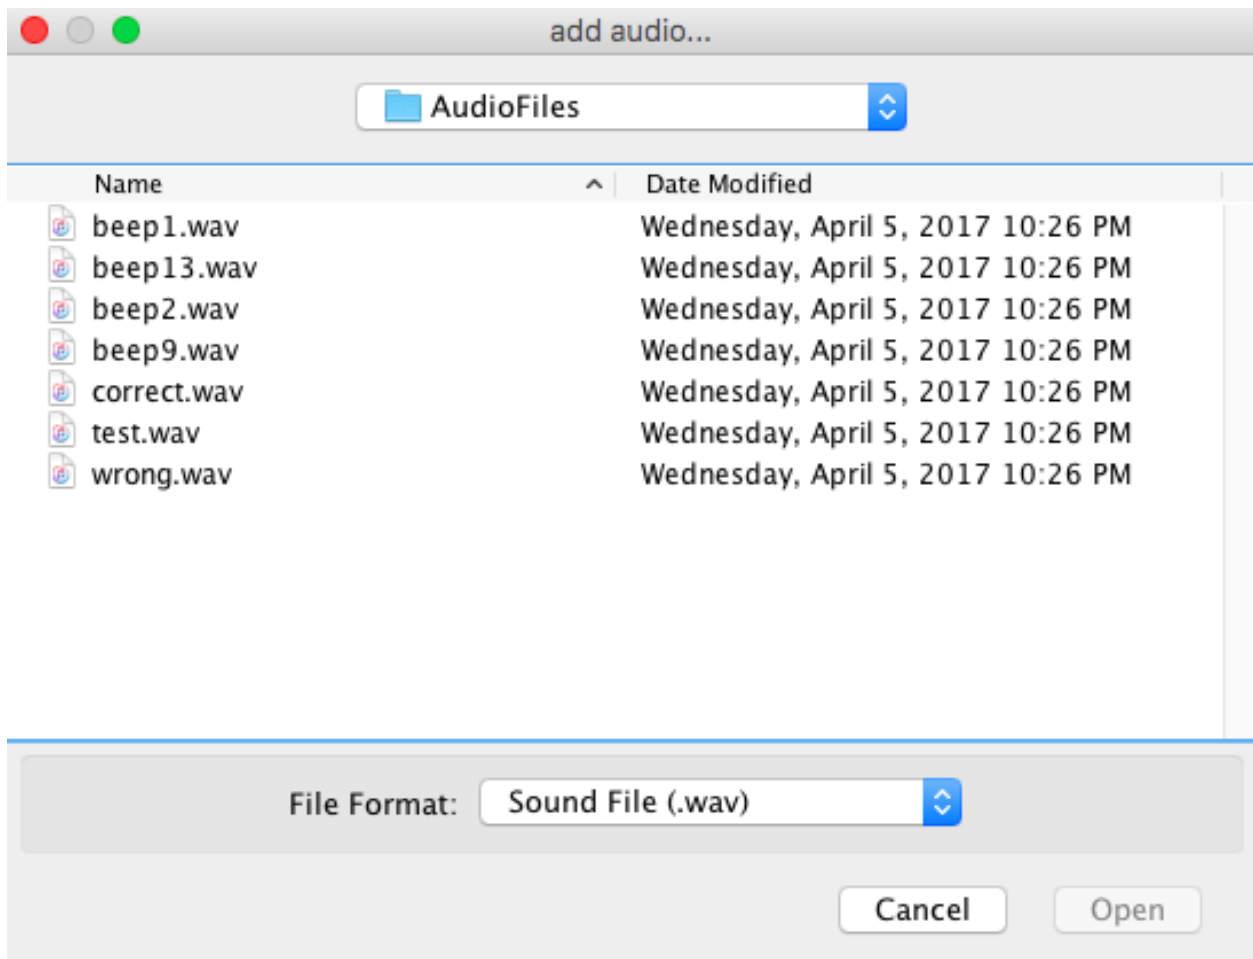 add audio...
AudioFiles
Name Date Modified
beep1.wav Wednesday, April 5, 2017 10:26 PM
beep13.wav Wednesday, April 5, 2017 10:26 PM
beep2.wav Wednesday, April 5, 2017 10:26 PM
beep9.wav Wednesday, April 5, 2017 10:26 PM
correct.wav Wednesday, April 5, 2017 10:26 PM
test.wav Wednesday, April 5, 2017 10:26 PM
wrong.wav Wednesday, April 5, 2017 10:26 PM
File Format: Sound File (.wav)
Cancel Open